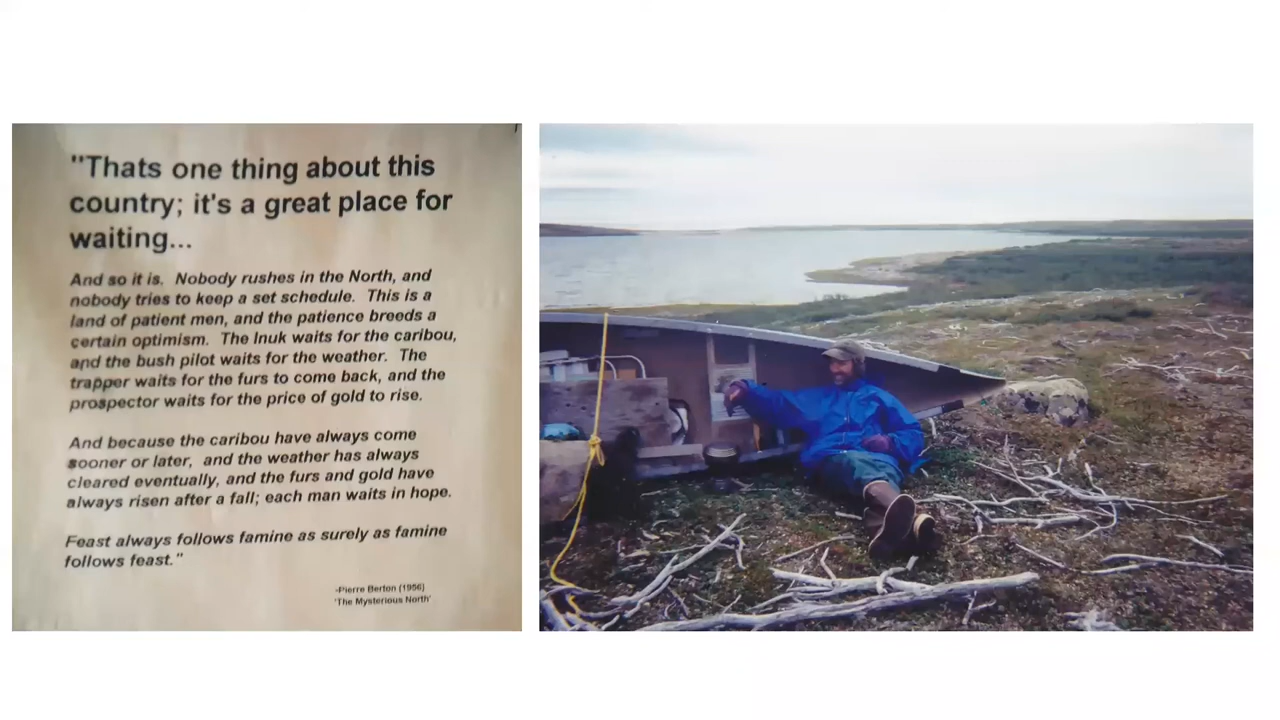 "Thats one thing about this
country; it's a great place for
waiting...
And so it is. Nobody rushes in the North, and
nobody tries to keep a set schedule. This is a
land of patient men, and the patience breeds a
certain optimism. The Inuk waits for the caribou,
and the bush pilot waits for the weather. The
trapper waits for the furs to come back, and the
prospector waits for the price of gold to rise.
And because the caribou have always come
sooner or later, and the weather has always
cleared eventually, and the furs and gold have
always risen after a fall; each man waits in hope.
Feast always follows famine as surely as famine
follows feast."
-Pierre Berton (1956)
'The Mysterious North'